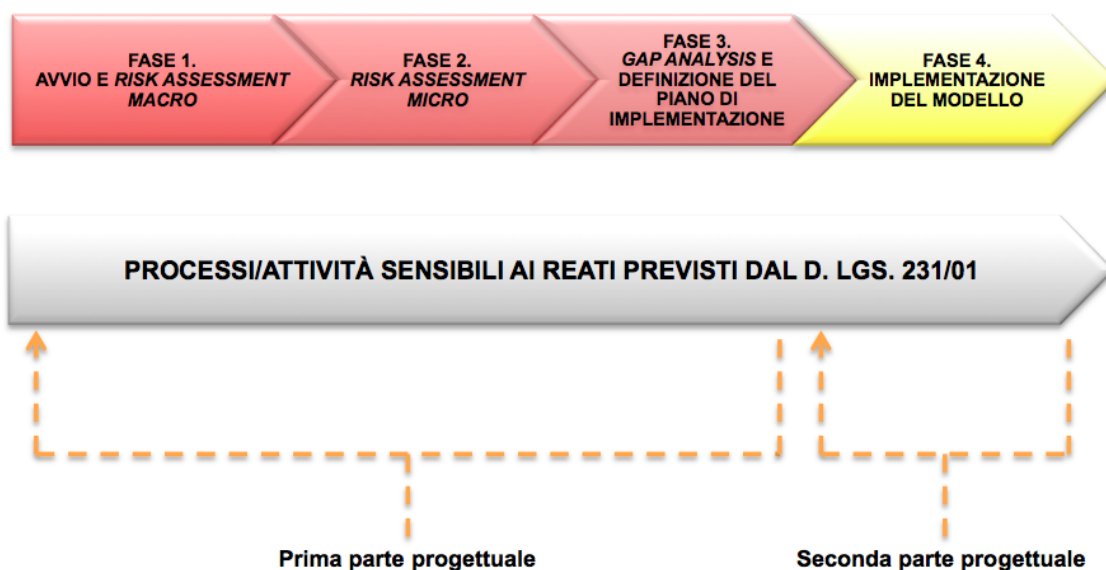 FASE 1.
AVVIO E RISK ASSESSMENT
MACRO
FASE 2.
RISK ASSESSMENT
MICRO
FASE 3.
GAP ANALYSIS E
DEFINIZIONE DEL
PIANO DI
IMPLEMENTAZIONE
FASE 4.
IMPLEMENTAZIONE
DEL MODELLO
PROCESSI/ATTIVITÀ SENSIBILI AI REATI PREVISTI DAL D. LGS. 231/01
Prima parte progettuale
Seconda parte progettuale